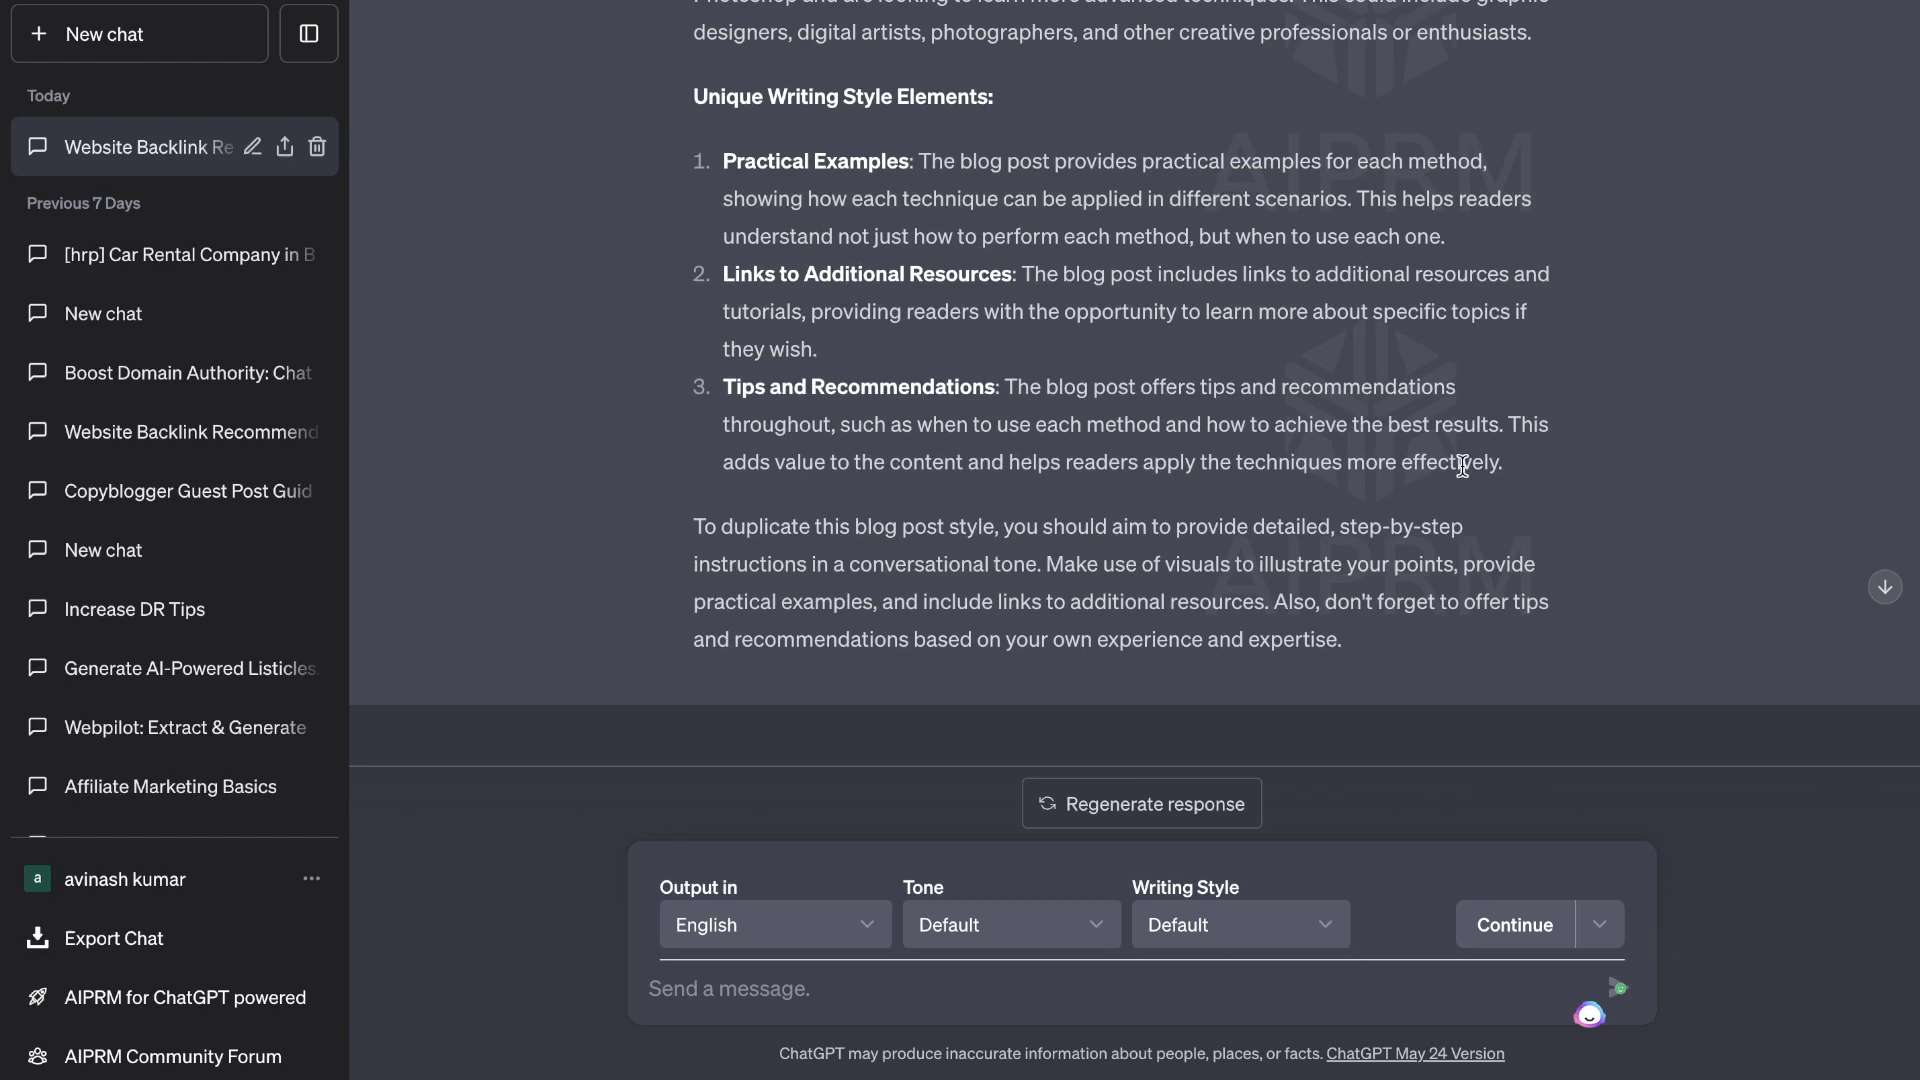 New chat
Today
Website Backlink Re
Previous 7 Days
[hrp] Car Rental Company in B
New chat
Boost Domain Authority: Chat
Website Backlink Recommend
Copyblogger Guest Post Guid
New chat
Increase DR Tips
Generate AI-Powered Listicles
Webpilot: Extract & Generate
Affiliate Marketing Basics
a avinash kumar
Export Chat
AIPRM for ChatGPT powered
AIPRM Community Forum
designers, digital artists, photographers, and other creative professionals or enthusiasts.
Unique Writing Style Elements:
1. Practical Examples: The blog post provides practical examples for each method,
showing how each technique can be applied in different scenarios. This helps readers
understand not just how to perform each method, but when to use each one.
2. Links to Additional Resources: The blog post includes links to additional resources and
tutorials, providing readers with the opportunity to learn more about specific topics if
they wish.
3. Tips and Recommendations: The blog post offers tips and recommendations
throughout, such as when to use each method and how to achieve the best results. This
adds value to the content and helps readers apply the techniques more effectively.
To duplicate this blog post style, you should aim to provide detailed, step-by-step
instructions in a conversational tone. Make use of visuals to illustrate your points, provide
practical examples, and include links to additional resources. Also, don't forget to offer tips
and recommendations based on your own experience and expertise.
AIPRM
AIPRM
Regenerate response
Output in Tone Writing Style
English Default Default Continue
Send a message.
ChatGPT may produce inaccurate information about people, places, or facts. ChatGPT May 24 Version